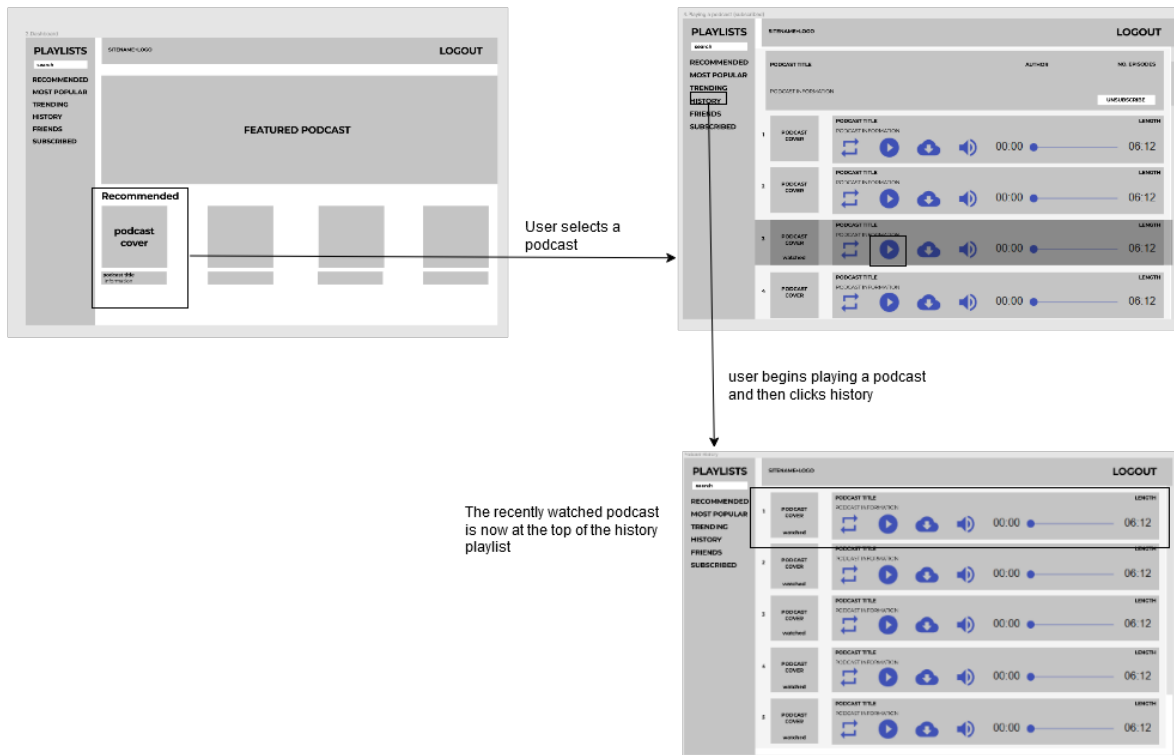 1 Dashboard
PLAYLISTS
search
RECOMMENDED
MOST POPULAR
TRENDING
HISTORY
FRIENDS
SUBSCRIBED
SITENAME+LOGO
LOGOUT
FEATURED PODCAST
Recommended
podcast
cover
podcast title
information
User selects a
podcast
PLAYLISTS
search
RECOMMENDED
MOST POPULAR
TRENDING
HISTORY
FRIENDS
SUBSCRIBED
SITENAME+LOGO
LOGOUT
PODCAST TITLE AUTHOR NO. EPISODES
PODCAST INFORMATION
UNSUBSCRIBE
1
PODCAST
COVER
PODCAST TITLE LENGTH
PODCAST INFORMATION
00:00 06:12
2
PODCAST
COVER
PODCAST TITLE LENGTH
PODCAST INFORMATION
00:00 06:12
3
PODCAST
COVER
watched
PODCAST TITLE LENGTH
PODCAST INFORMATION
00:00 06:12
4
PODCAST
COVER
PODCAST TITLE LENGTH
PODCAST INFORMATION
00:00 06:12
user begins playing a podcast
and then clicks history
The recently watched podcast
is now at the top of the history
playlist
PLAYLISTS
search
RECOMMENDED
MOST POPULAR
TRENDING
HISTORY
FRIENDS
SUBSCRIBED
SITENAME+LOGO
LOGOUT
1
PODCAST
COVER
watched
PODCAST TITLE LENGTH
PODCAST INFORMATION
00:00 06:12
2
PODCAST
COVER
watched
PODCAST TITLE LENGTH
PODCAST INFORMATION
00:00 06:12
3
PODCAST
COVER
watched
PODCAST TITLE LENGTH
PODCAST INFORMATION
00:00 06:12
4
PODCAST
COVER
watched
PODCAST TITLE LENGTH
PODCAST INFORMATION
00:00 06:12
5
PODCAST
COVER
PODCAST TITLE LENGTH
PODCAST INFORMATION
00:00 06:12